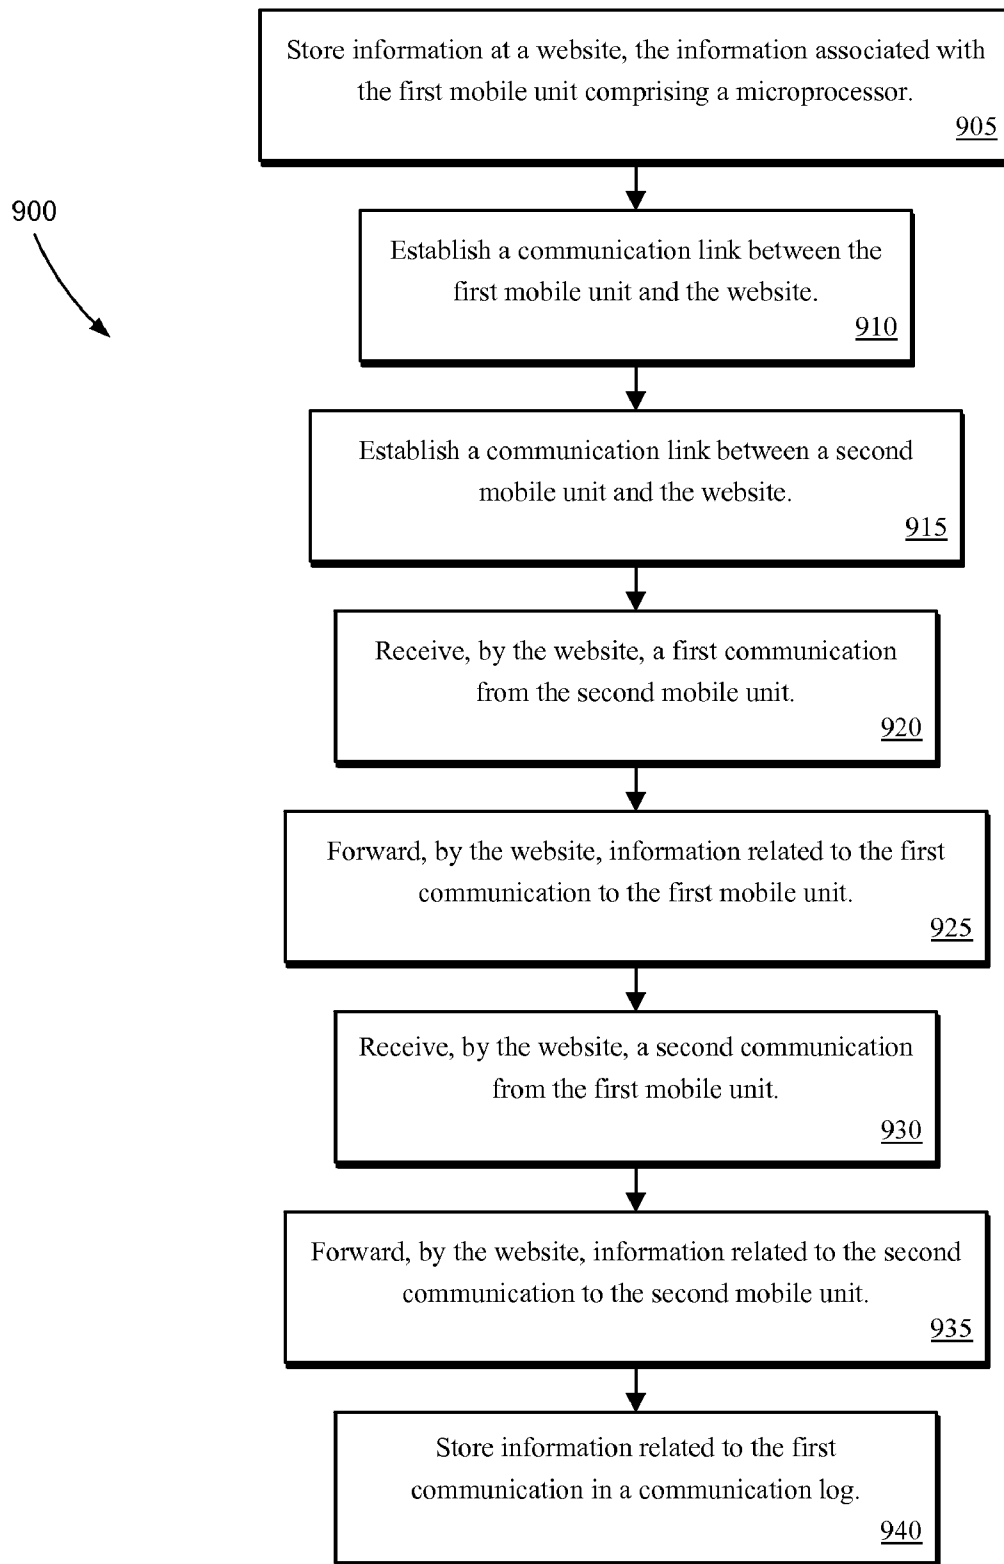 Store information at a website, the information associated with
the first mobile unit comprising a microprocessor.
905
900
Establish a communication link between the
first mobile unit and the website.
910
Establish a communication link between a second
mobile unit and the website.
915
Receive, by the website, a first communication
from the second mobile unit.
920
Forward, by the website, information related to the first
communication to the first mobile unit.
925
Receive, by the website, a second communication
from the first mobile unit.
930
Forward, by the website, information related to the second
communication to the second mobile unit.
935
Store information related to the first
communication in a communication log.
940